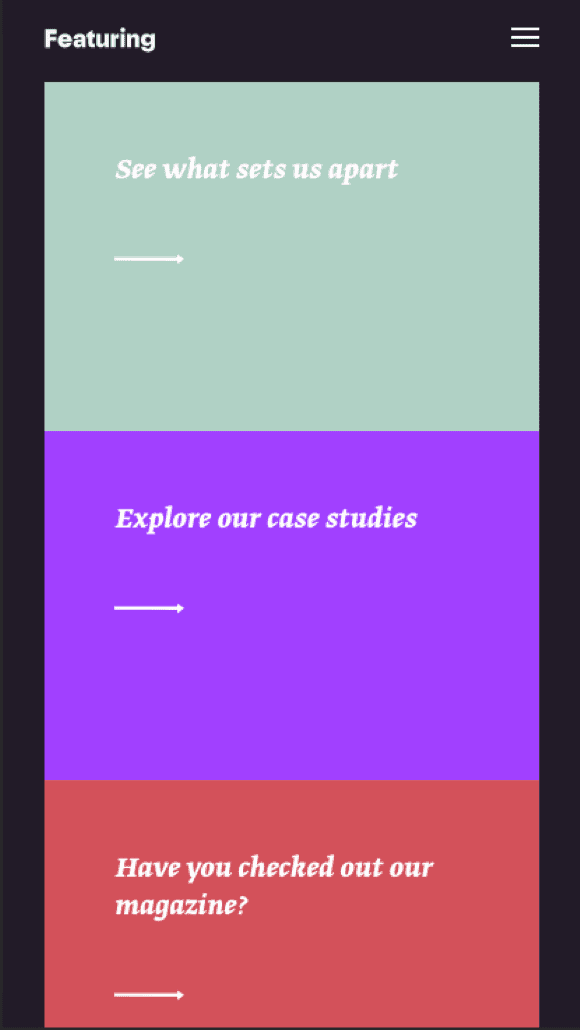 Featuring
See what sets us apart
Explore our case studies
Have you checked out our
magazine?